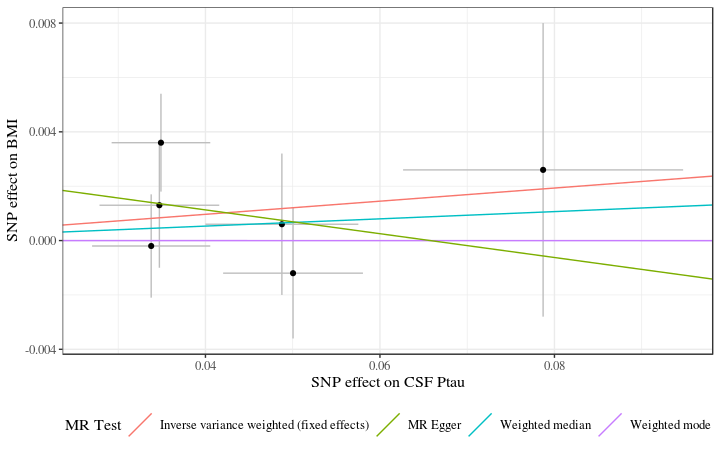 0.008
0.004
0.000
-0.004
SNP effect on BMI
0.04 0.06 0.08
SNP effect on CSF Ptau
MR Test Inverse variance weighted (fixed effects) MR Egger Weighted median Weighted mode